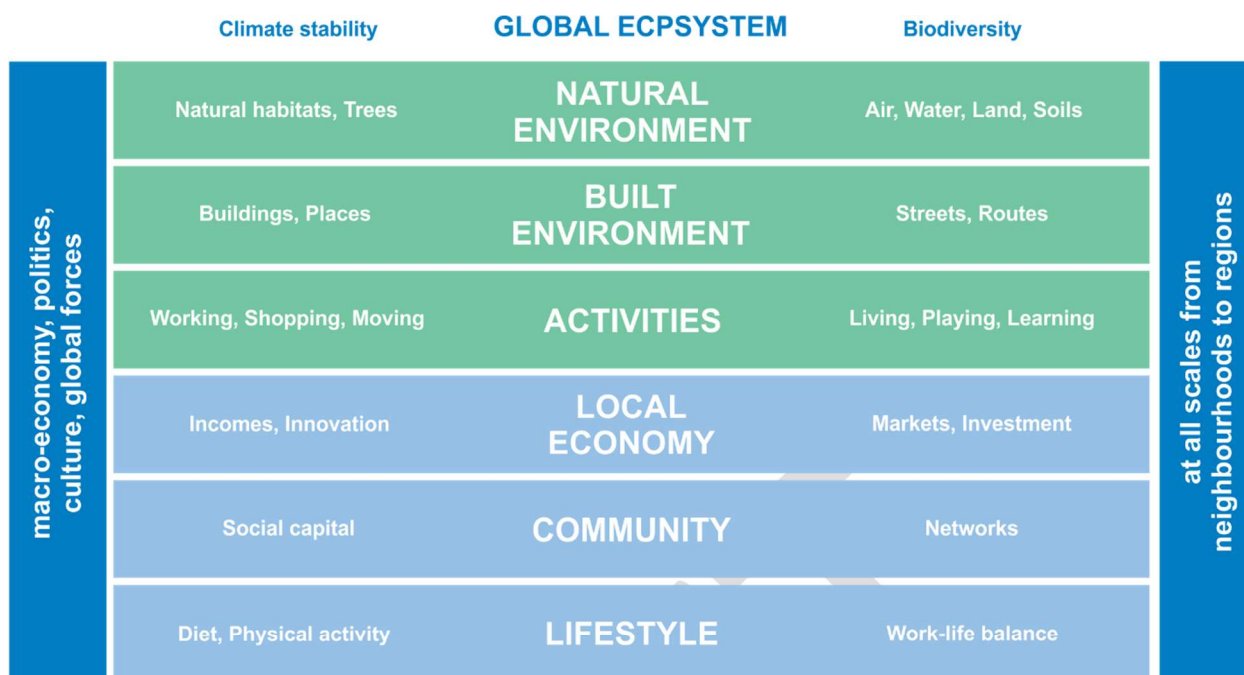 Climate stability GLOBAL ECPSYSTEM Biodiversity
macro-economy, politics,
culture, global forces
Natural habitats, Trees
NATURAL
ENVIRONMENT
Air, Water, Land, Soils
Buildings, Places
BUILT
ENVIRONMENT
Streets, Routes
Working, Shopping, Moving
ACTIVITIES
Living, Playing, Learning
Incomes, Innovation
LOCAL
ECONOMY
Markets, Investment
Social capital
COMMUNITY
Networks
Diet, Physical activity
LIFESTYLE
Work-life balance
at all scales from
neighbourhoods to regions